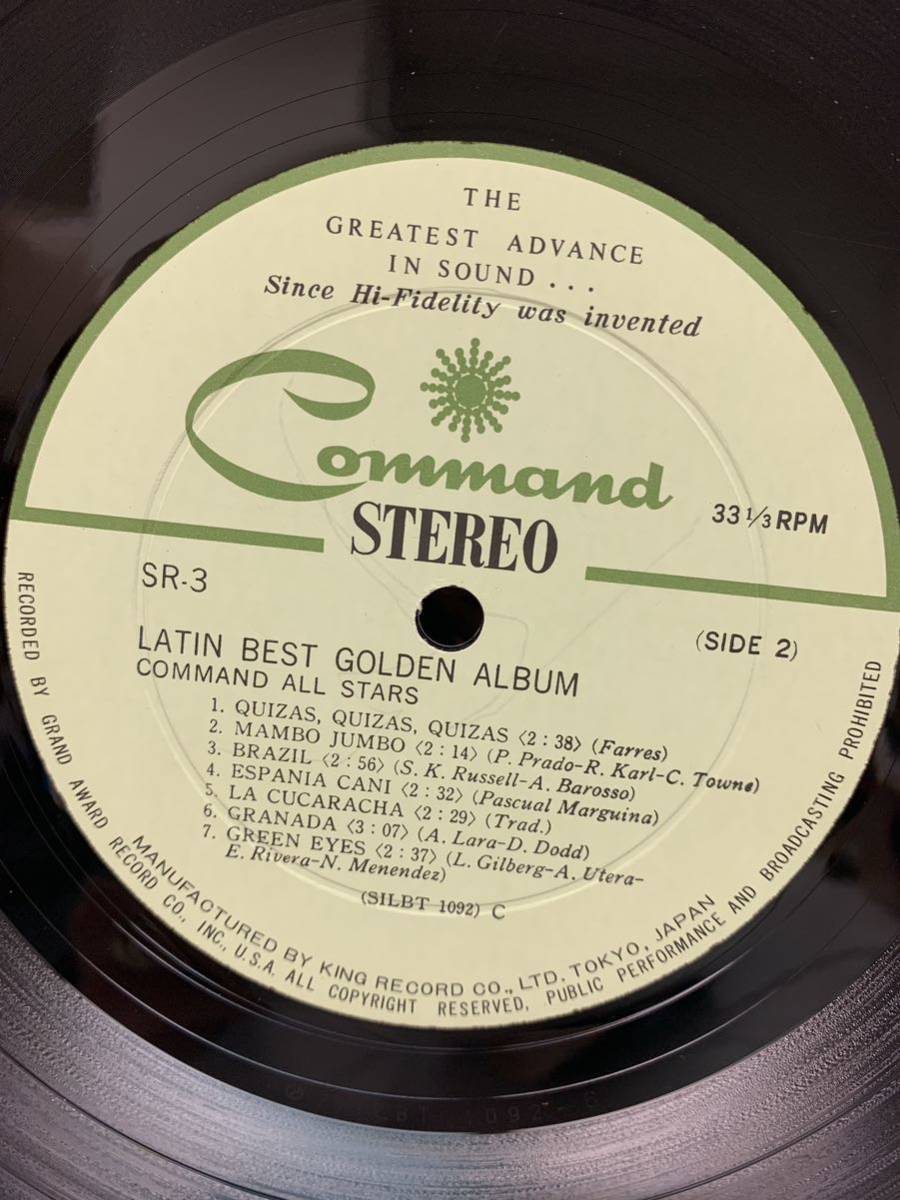 THE
GREATEST ADVANCE
IN SOUND...
Since Hi-Fidelity was invented
Command
STEREO
33 1/3 RPM
SR-3
(SIDE 2)
LATIN BEST GOLDEN ALBUM
COMMAND ALL STARS
1. QUIZAS, QUIZAS, QUIZAS ⟨2:38⟩ (Farres)
2. MAMBO JUMBO ⟨2:14⟩ (P. Prado-R. Karl-C. Towne)
3. BRAZIL ⟨2:56⟩ (S. K. Russell-A. Barosso)
4. ESPANIA CANI ⟨2:32⟩ (Pascual Marguina)
5. LA CUCARACHA ⟨2:29⟩ (Trad.)
6. GRANADA ⟨3:07⟩ (A. Lara-D. Dodd)
7. GREEN EYES ⟨2:37⟩ (L. Gilberg-A. Utera-
E. Rivera-N. Menendez)
(SILBT 1092) C
MANUFACTURED BY KING RECORD CO., LTD. TOKYO, JAPAN
RECORDED BY GRAND AWARD RECORD CO., INC., U.S.A. ALL COPYRIGHT RESERVED, PUBLIC PERFORMANCE AND BROADCASTING PROHIBITED